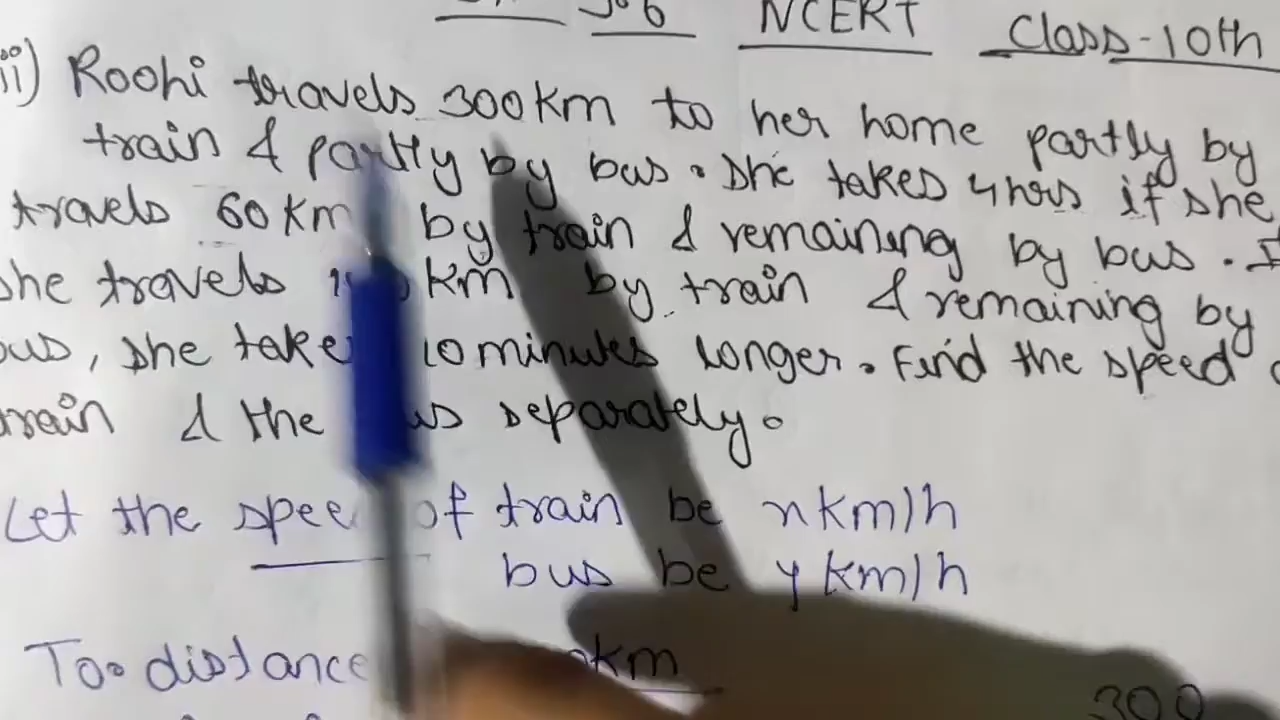 NCERT Class-10th
ii) Roohi travels 300km to her home partly by
train & partly by bus. She takes 4hrs if she
travels 60km by train & remaining by bus.
she travels km by train & remaining by
, she take 10 minutes longer. Find the speed
& the separately.
Let the of train be x km/h
bus be y km/h
To. distance km
300